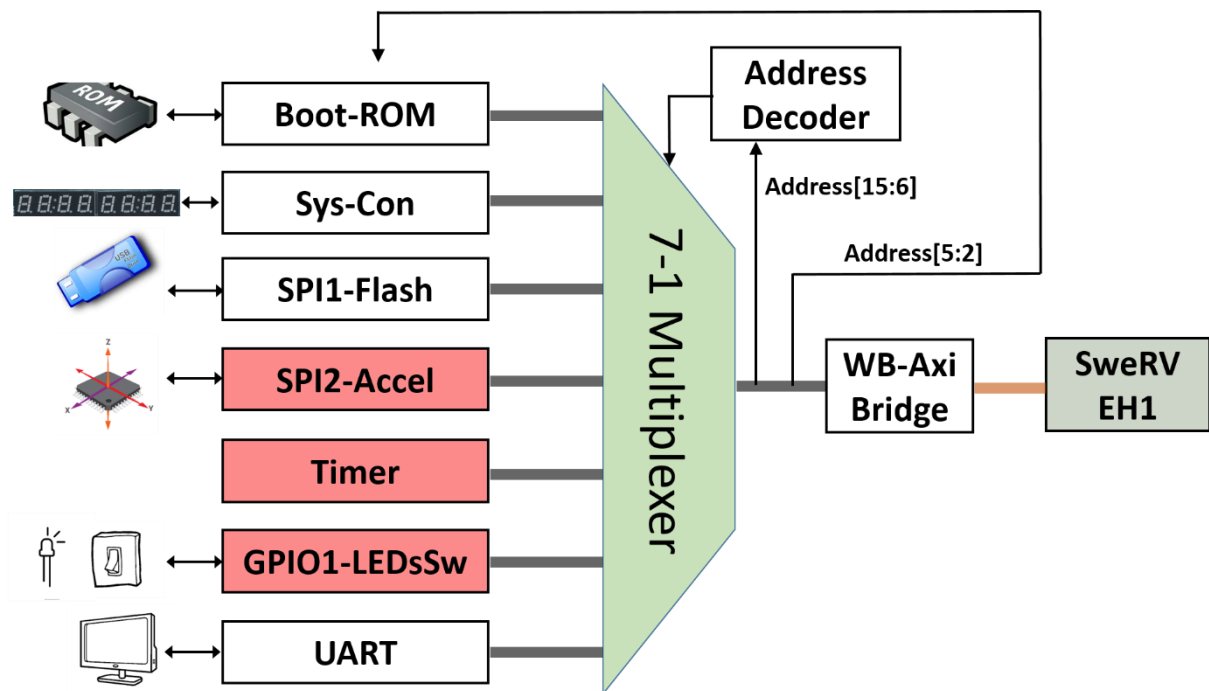 ROM
Boot-ROM
Sys-Con
USB
SPI1-Flash
Z
X
Y
SPI2-Accel
Timer
GPIO1-LEDsSw
UART
7-1 Multiplexer
Address
Decoder
Address[15:6]
Address[5:2]
WB-Axi
Bridge
SweRV
EH1